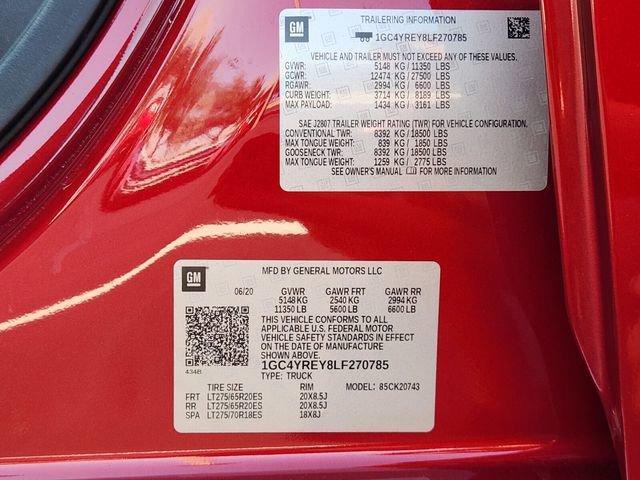 GM
TRAILERING INFORMATION
1GC4YREY8LF270785
VEHICLE AND TRAILER MUST NOT EXCEED ANY OF THESE VALUES.
GVWR: 5148 KG / 11350 LBS
GCWR: 12474 KG / 27500 LBS
RGAWR: 2994 KG / 6600 LBS
CURB WEIGHT: 3714 KG / 8189 LBS
MAX PAYLOAD: 1434 KG / 3161 LBS
SAE J2807 TRAILER WEIGHT RATING (TWR) FOR VEHICLE CONFIGURATION.
CONVENTIONAL TWR: 8392 KG / 18500 LBS
MAX TONGUE WEIGHT: 839 KG / 1850 LBS
GOOSENECK TWR: 8392 KG / 18500 LBS
MAX TONGUE WEIGHT: 1259 KG / 2775 LBS
SEE OWNER'S MANUAL FOR MORE INFORMATION
GM
MFD BY GENERAL MOTORS LLC
06/20 GVWR GAWR FRT GAWR RR
5148KG 2540 KG 2994 KG
11350 LB 5600 LB 6600 LB
THIS VEHICLE CONFORMS TO ALL
APPLICABLE U.S. FEDERAL MOTOR
VEHICLE SAFETY STANDARDS IN EFFECT
ON THE DATE OF MANUFACTURE
SHOWN ABOVE.
1GC4YREY8LF270785
434B TYPE: TRUCK
TIRE SIZE RIM MODEL: 85CK20743
FRT LT275/65R20ES 20X8.5J
RR LT275/65R20ES 20X8.5J
SPA LT275/70R18ES 18X8J